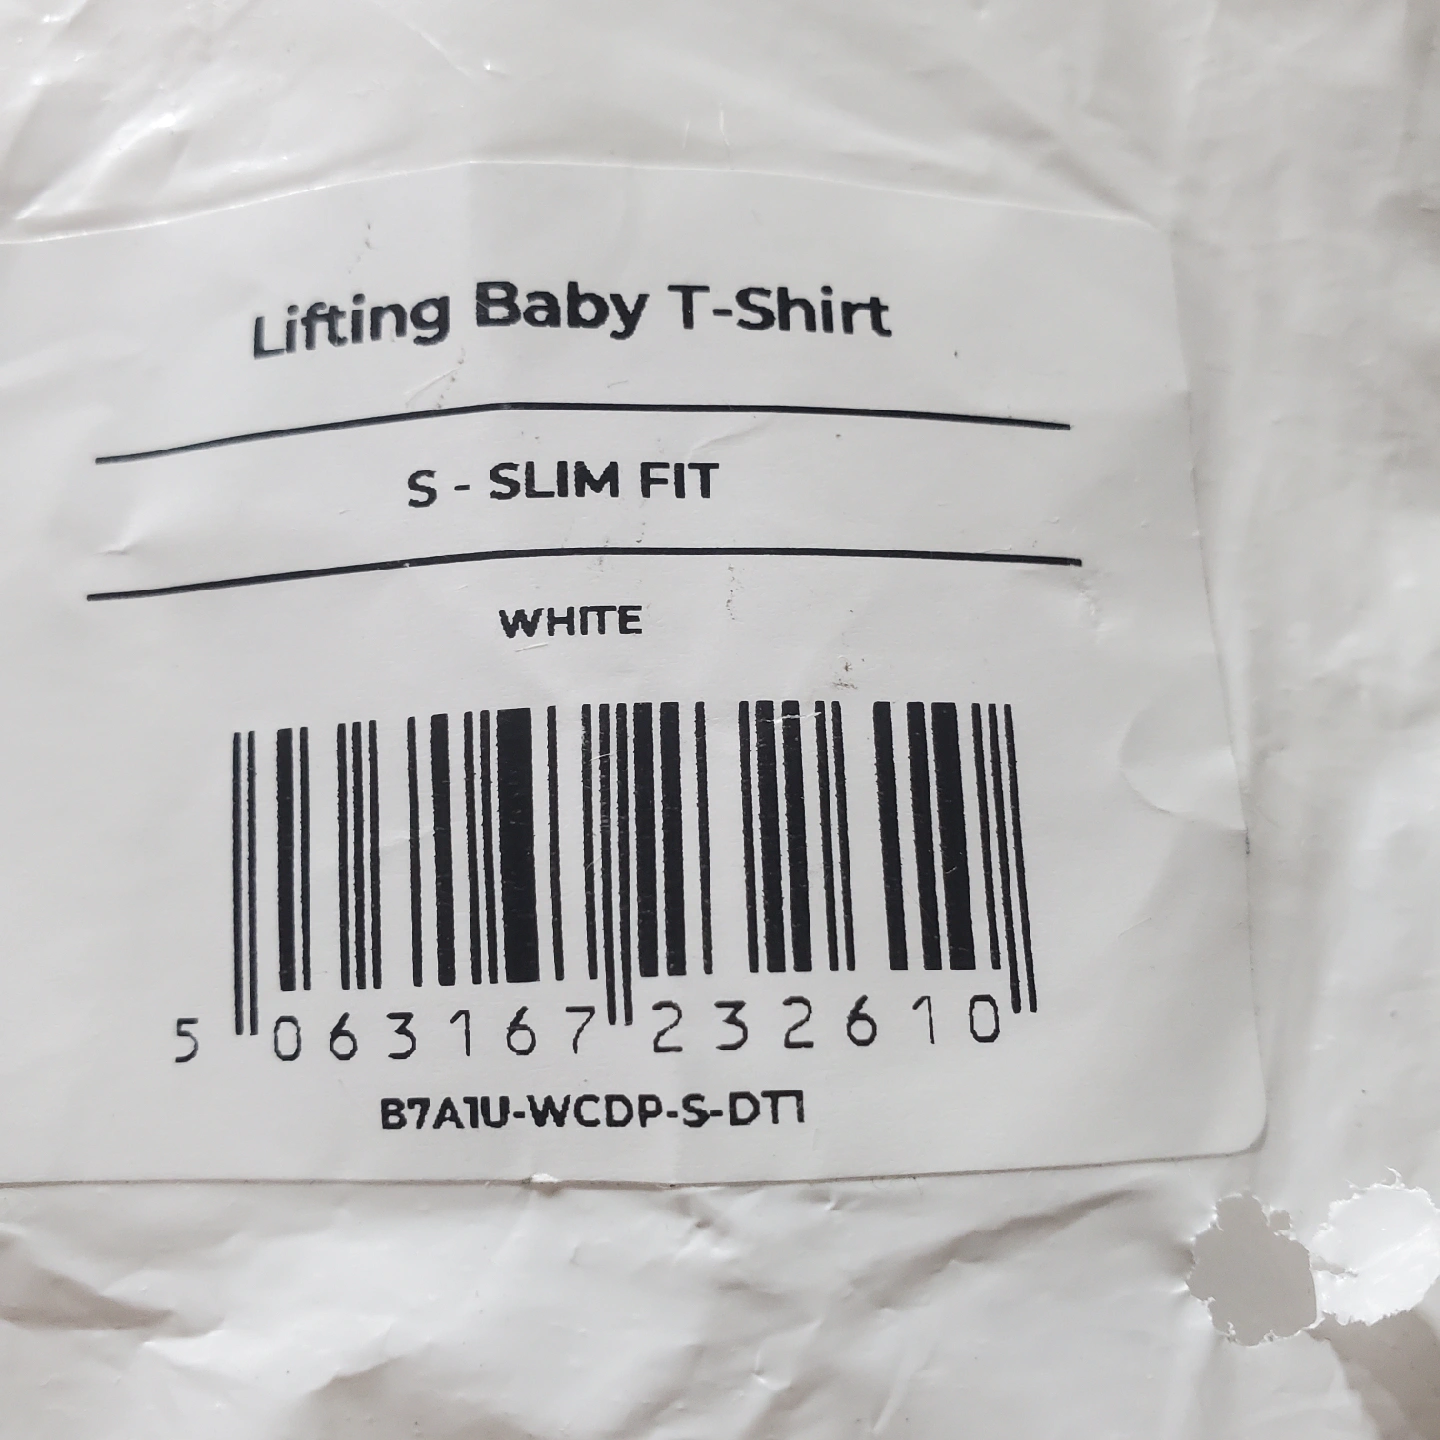 Lifting Baby T-Shirt
S - SLIM FIT
WHITE
5 063167 232610
B7A1U-WCDP-S-DT1